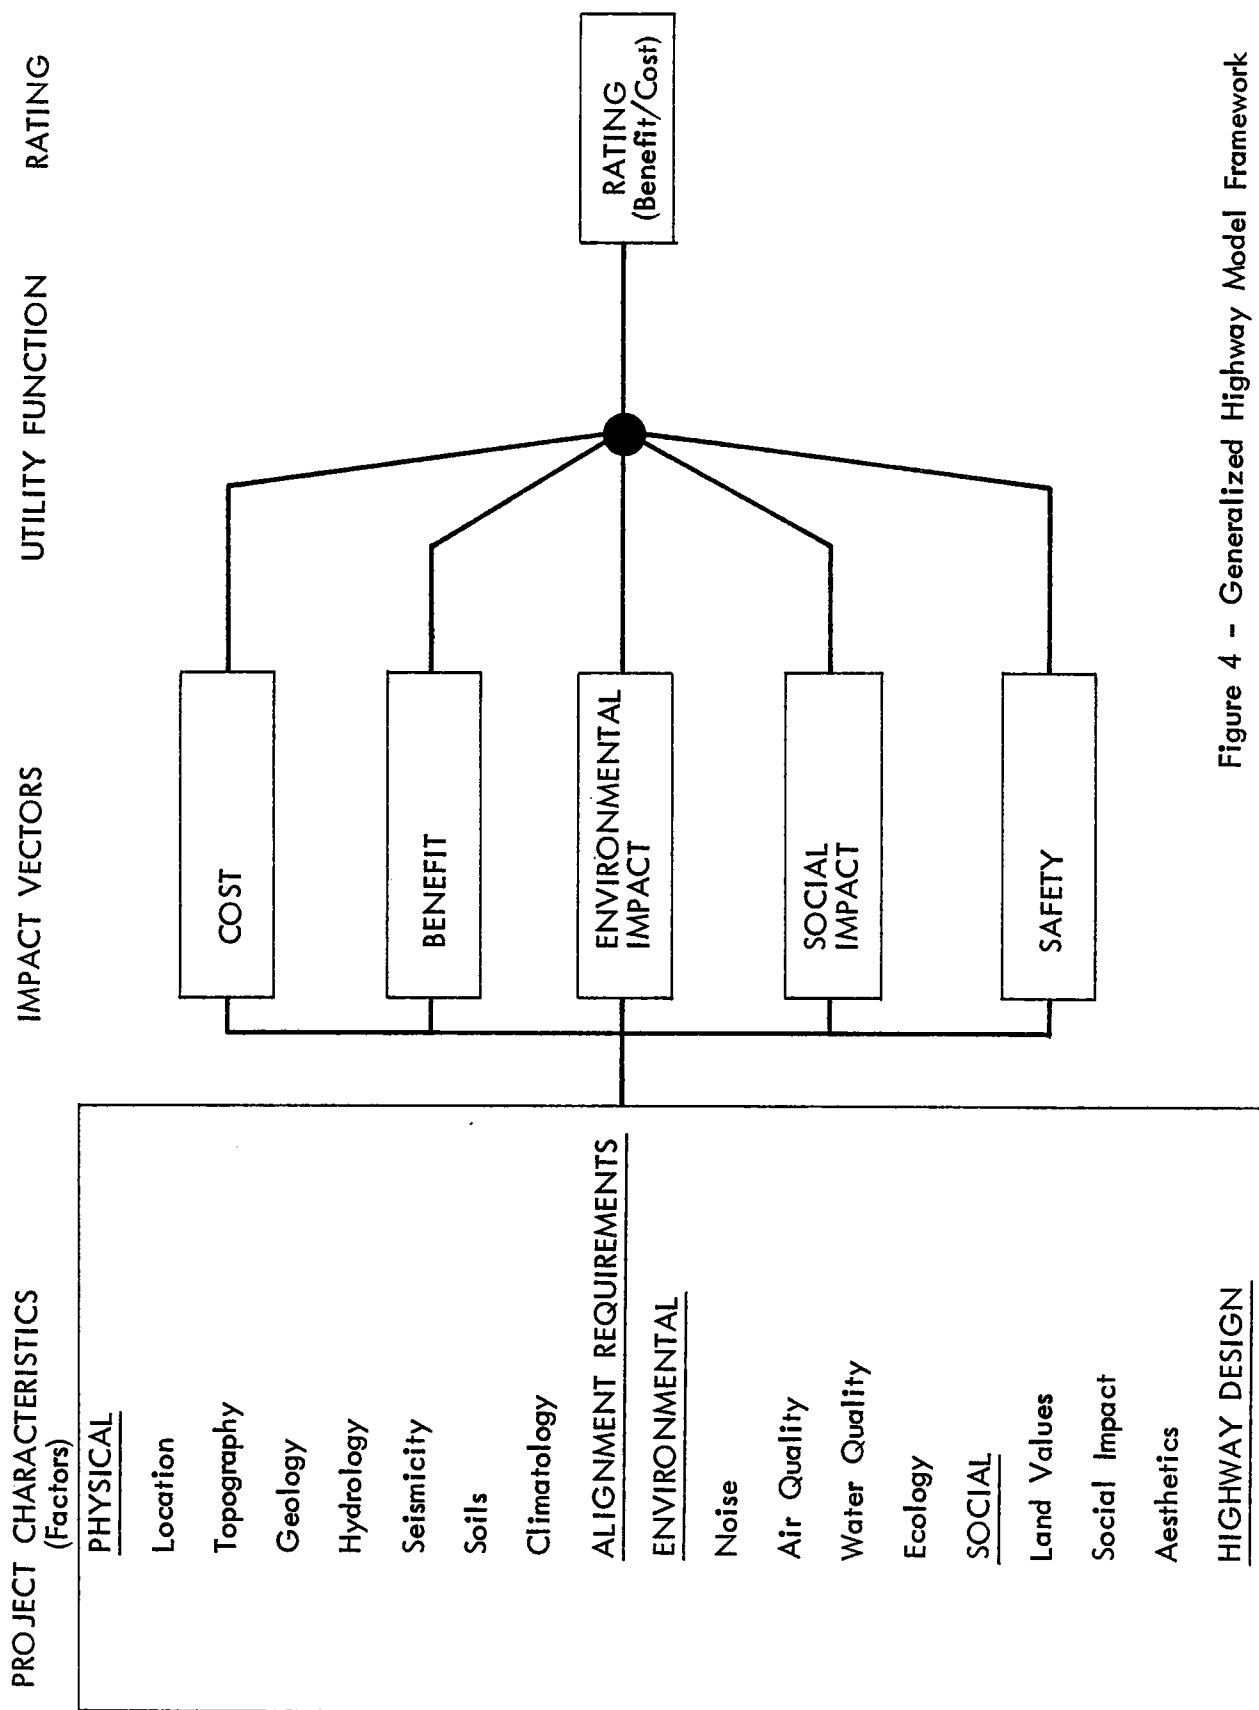 PROJECT CHARACTERISTICS
(Factors)
PHYSICAL
Location
Topography
Geology
Hydrology
Seismicity
Soils
Climatology
ALIGNMENT REQUIREMENTS
ENVIRONMENTAL
Noise
Air Quality
Water Quality
Ecology
SOCIAL
Land Values
Social Impact
Aesthetics
HIGHWAY DESIGN
IMPACT VECTORS
COST
BENEFIT
ENVIRONMENTAL
IMPACT
SOCIAL
IMPACT
SAFETY
UTILITY FUNCTION
RATING
RATING
(Benefit/Cost)
Figure 4 - Generalized Highway Model Framework